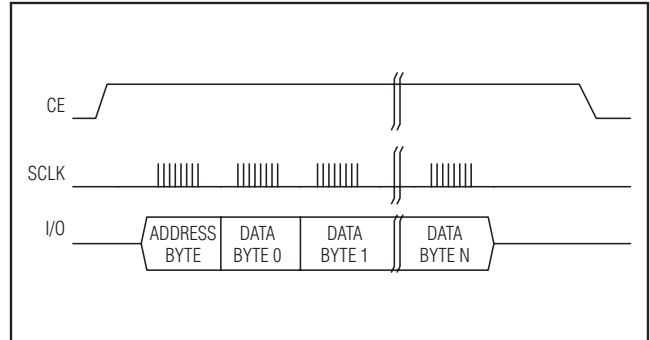 CE
SCLK
I/O
ADDRESS
BYTE
DATA
BYTE 0
DATA
BYTE 1
DATA
BYTE N